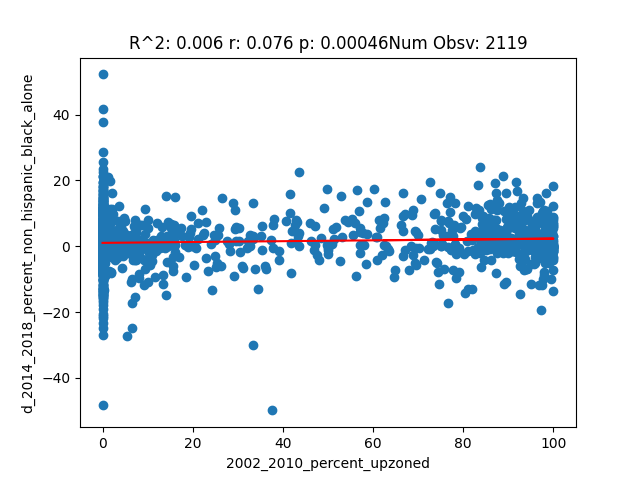 R^2: 0.006 r: 0.076 p: 0.00046Num Obsv: 2119
d_2014_2018_percent_non_hispanic_black_alone
40
20
0
−20
−40
0 20 40 60 80 100
2002_2010_percent_upzoned